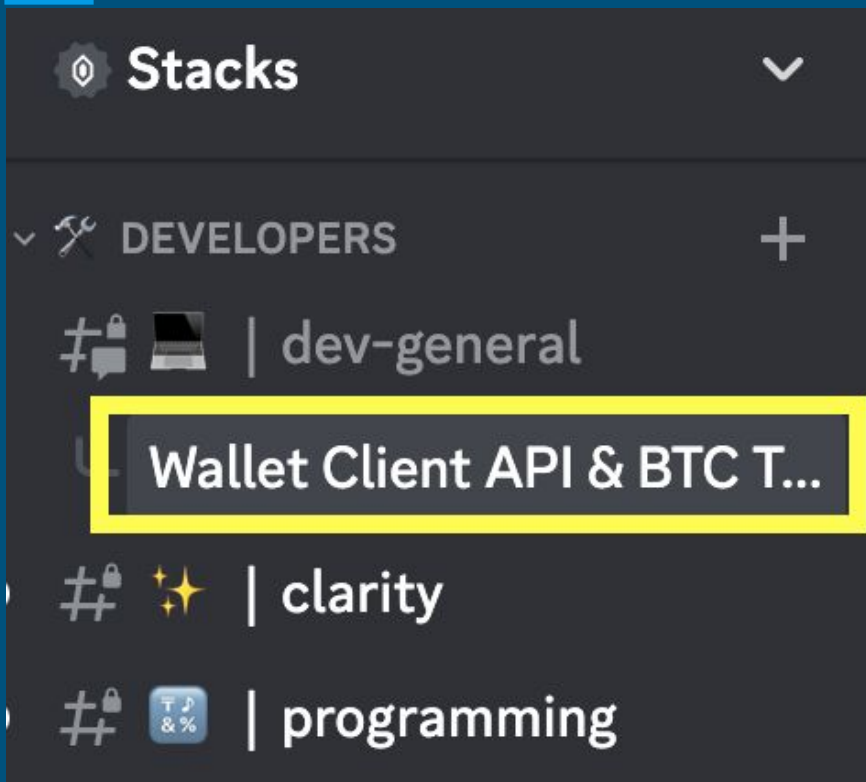 Stacks
DEVELOPERS
| dev-general
Wallet Client API & BTC T...
| clarity
| programming